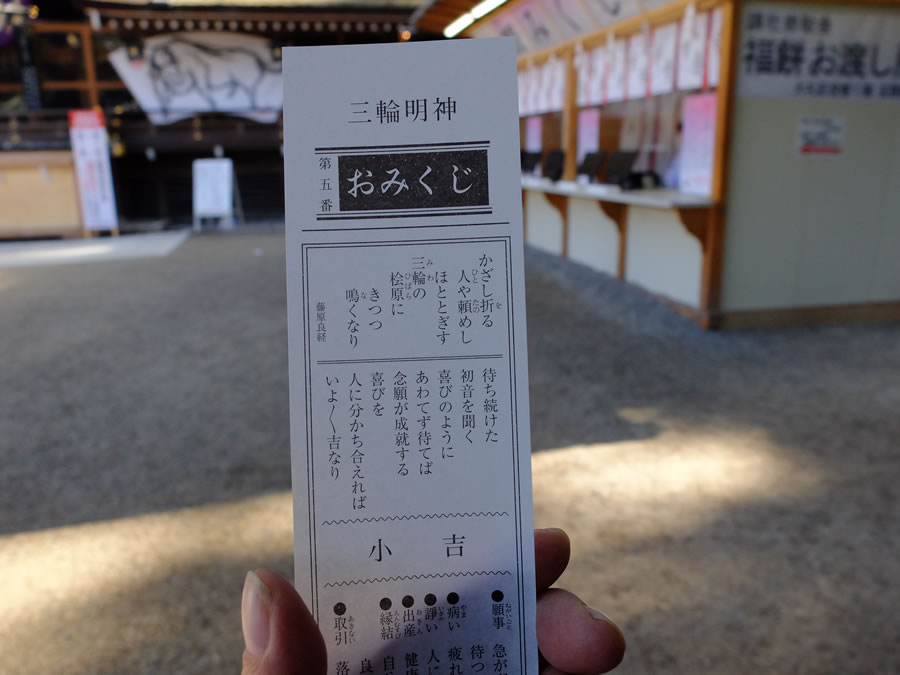 三輪明神
第五番
おみくじ
かざし折る
人や頼めし
ほととぎす
三輪の
桧原に
きつつ
鳴くなり
藤原良経
待ち続けた
初音を聞く
喜びのように
あわてず待てば
念願が成就する
喜びを
人に分かち合えれば
いよ〳〵吉なり
小吉
●願事 急が
待つ
●病い 疲れ
●諍い 人に
●出産 健康
●縁結 自
良
●取引 落
おみくじ
福餅お渡し